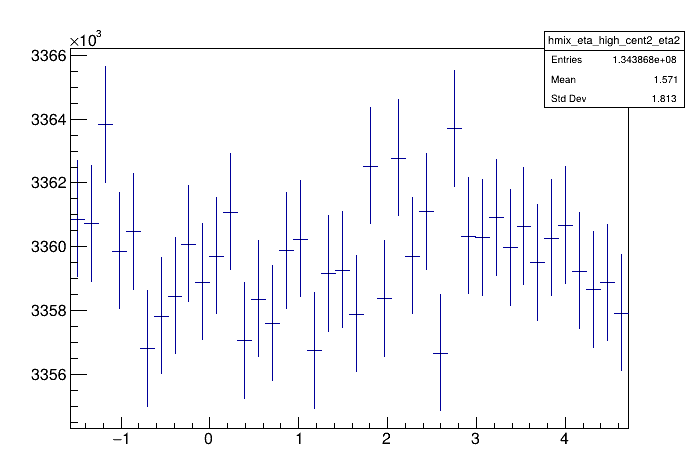 ×10³
hmix_eta_high_cent2_eta2
Entries 1.343868e+08
Mean 1.571
Std Dev 1.813
3366
3364
3362
3360
3358
3356
−1 0 1 2 3 4